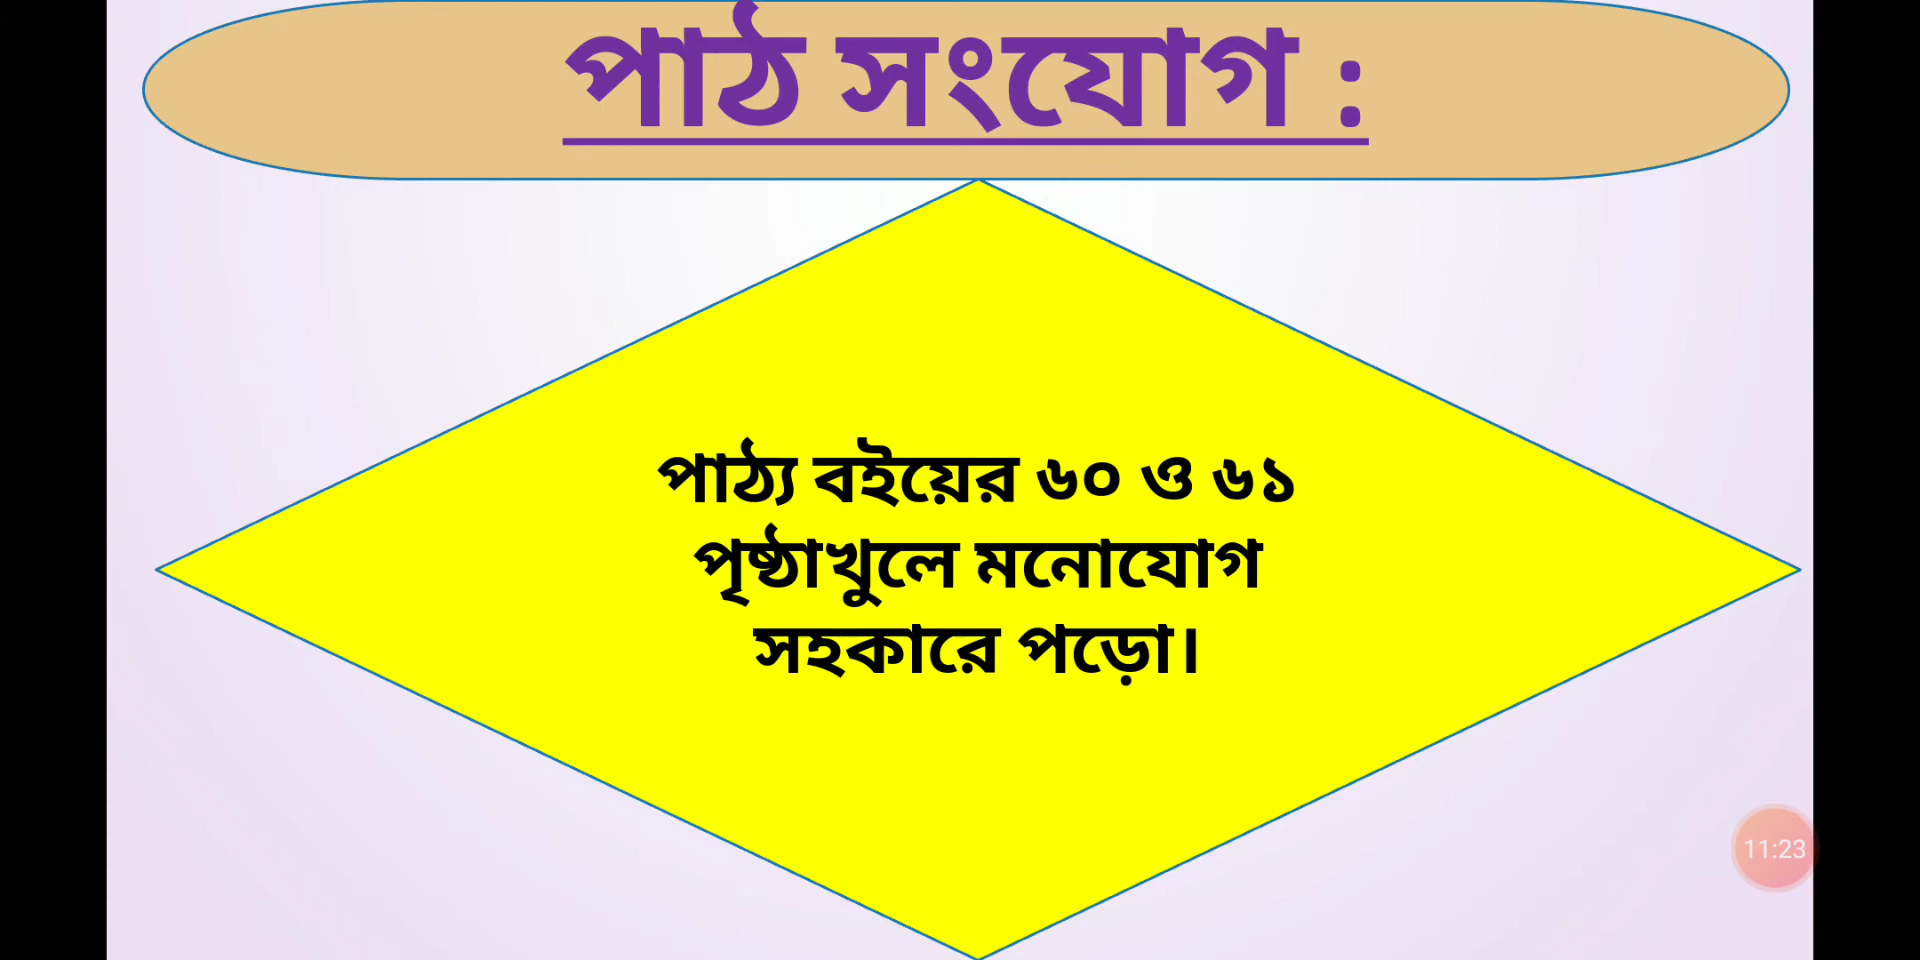 পাঠ সংযোগ :
পাঠ্য বইয়ের ৬০ ও ৬১
পৃষ্ঠাখুলে মনোযোগ
সহকারে পড়ো।
11:23